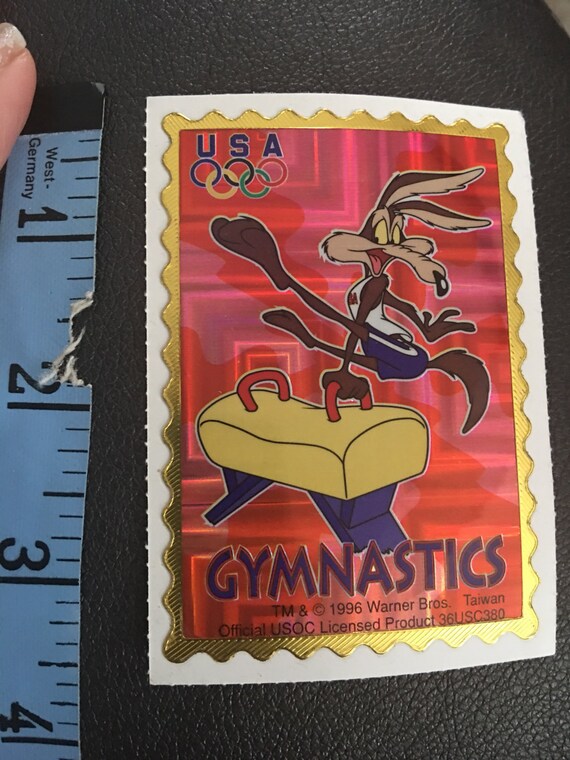 West-
Germany
1
2
3
4
USA
GYMNASTICS
TM & © 1996 Warner Bros. Taiwan
Official USOC Licensed Product 36USC380